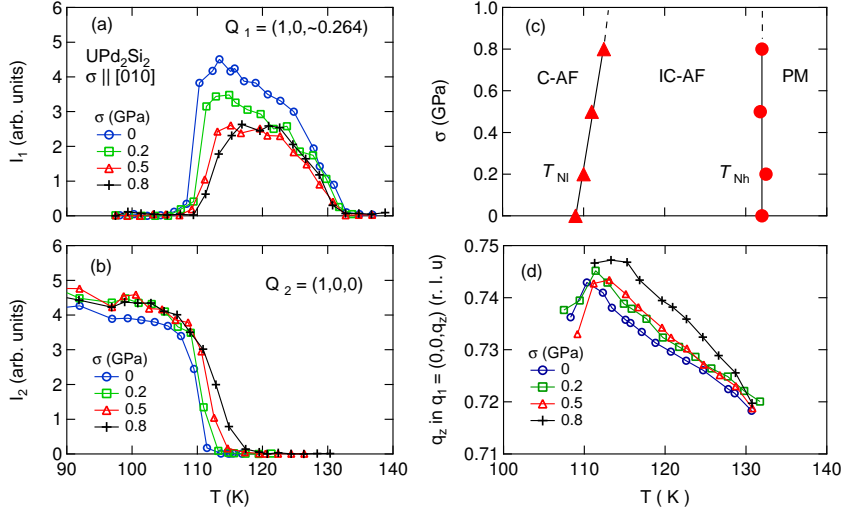 (a)
Q 1 = (1,0,~0.264)
UPd2Si2
σ || [010]
σ (GPa)
0
0.2
0.5
0.8
I1 (arb. units)
6
5
4
3
2
1
0
(b)
Q 2 = (1,0,0)
σ (GPa)
0
0.2
0.5
0.8
I2 (arb. units)
6
5
4
3
2
1
0
90
100
110
120
130
140
T (K)
(c)
C-AF
IC-AF
PM
TNl
TNh
σ (GPa)
1.0
0.8
0.6
0.4
0.2
0
(d)
σ (GPa)
0
0.2
0.5
0.8
qz in q1 = (0,0,qz) (r. l. u)
0.75
0.74
0.73
0.72
0.71
100
110
120
130
140
T ( K )